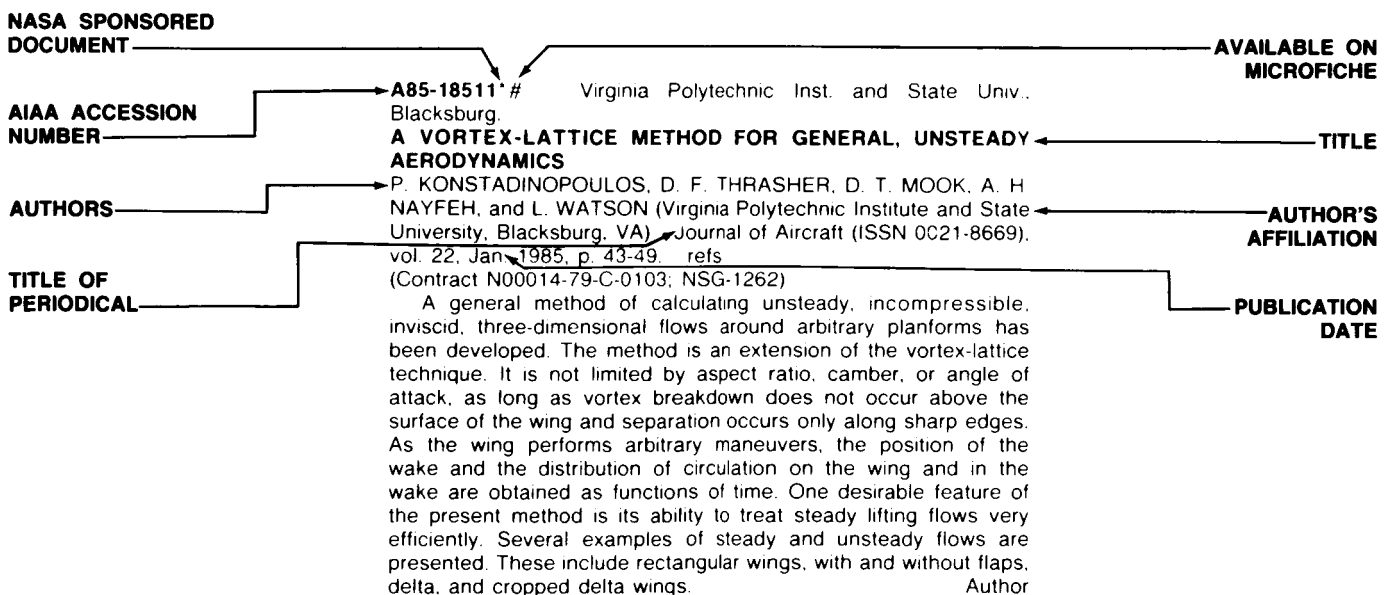 NASA SPONSORED
DOCUMENT
AVAILABLE ON
MICROFICHE
A85-18511*# Virginia Polytechnic Inst. and State Univ.,
Blacksburg.
AIAA ACCESSION
NUMBER
A VORTEX-LATTICE METHOD FOR GENERAL, UNSTEADY
AERODYNAMICS
TITLE
AUTHORS
P. KONSTADINOPOULOS, D. F. THRASHER, D. T. MOOK, A. H
NAYFEH, and L. WATSON (Virginia Polytechnic Institute and State
University, Blacksburg, VA) Journal of Aircraft (ISSN 0021-8669),
vol. 22, Jan. 1985, p. 43-49. refs
(Contract N00014-79-C-0103; NSG-1262)
AUTHOR'S
AFFILIATION
TITLE OF
PERIODICAL
PUBLICATION
DATE
A general method of calculating unsteady, incompressible,
inviscid, three-dimensional flows around arbitrary planforms has
been developed. The method is an extension of the vortex-lattice
technique. It is not limited by aspect ratio, camber, or angle of
attack, as long as vortex breakdown does not occur above the
surface of the wing and separation occurs only along sharp edges.
As the wing performs arbitrary maneuvers, the position of the
wake and the distribution of circulation on the wing and in the
wake are obtained as functions of time. One desirable feature of
the present method is its ability to treat steady lifting flows very
efficiently. Several examples of steady and unsteady flows are
presented. These include rectangular wings, with and without flaps,
delta, and cropped delta wings. Author